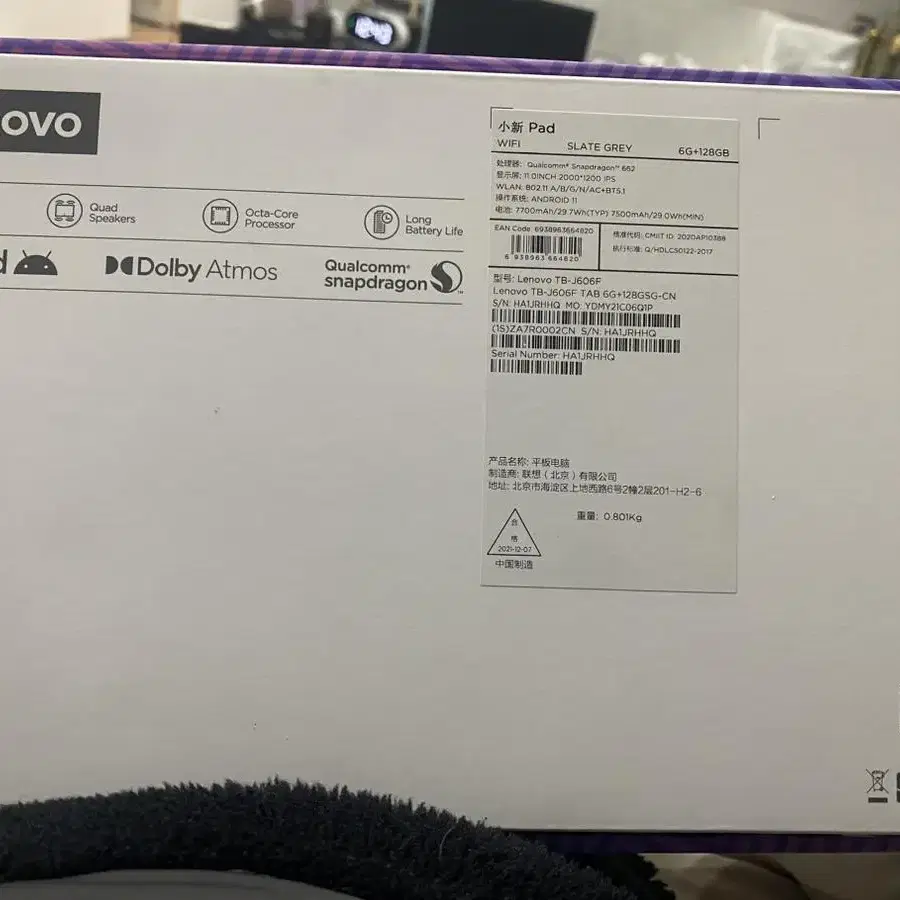 ovo
Quad
Speakers
Octa-Core
Processor
Long
Battery Life
d
Dolby Atmos
Qualcomm®
snapdragon™
小新 Pad
WIFI SLATE GREY 6G+128GB
处理器: Qualcomm® Snapdragon™ 662
显示屏: 11.0INCH 2000*1200 IPS
WLAN: 802.11 A/B/G/N/AC+BT5.1
操作系统: ANDROID 11
电池: 7700mAh/29.7Wh(TYP) 7500mAh/29.0Wh(MIN)
EAN Code 6938963664820
6 938963 664820
核准代码: CMIIT ID: 2020AP10388
执行标准: Q/HDLCS0122-2017
型号: Lenovo TB-J606F
Lenovo TB-J606F TAB 6G+128GSG-CN
S/N: HA1JRHHQ MO: YDMY21C06Q1P
(1S)ZA7R0002CN S/N: HA1JRHHQ
Serial Number: HA1JRHHQ
产品名称: 平板电脑
制造商: 联想（北京）有限公司
地址: 北京市海淀区上地西路6号2幢2层201-H2-6
重量: 0.801Kg
合
格
2021-12-07
中国制造